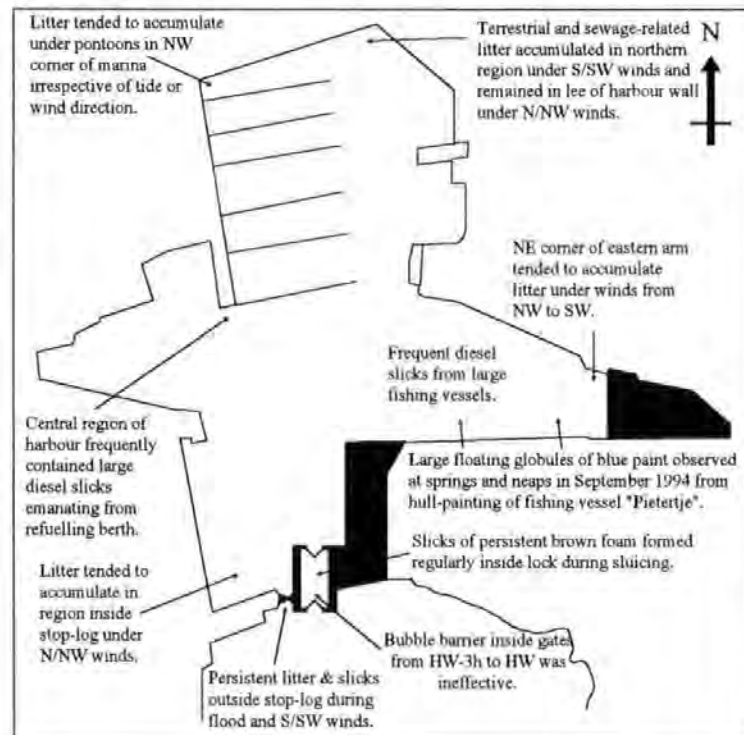 Litter tended to accumulate
under pontoons in NW
corner of marina
irrespective of tide or
wind direction.
Terrestrial and sewage-related
litter accumulated in northern
region under S/SW winds and
remained in lee of harbour wall
under N/NW winds.
N
NE corner of eastern arm
tended to accumulate
litter under winds from
NW to SW.
Frequent diesel
slicks from large
fishing vessels.
Central region of
harbour frequently
contained large
diesel slicks
emanating from
refuelling berth.
Large floating globules of blue paint observed
at springs and neaps in September 1994 from
hull-painting of fishing vessel "Pietertje".
Slicks of persistent brown foam formed
regularly inside lock during sluicing.
Litter tended to
accumulate in
region inside
stop-log under
N/NW winds.
Bubble barrier inside gates
from HW-3h to HW was
ineffective.
Persistent litter & slicks
outside stop-log during
flood and S/SW winds.